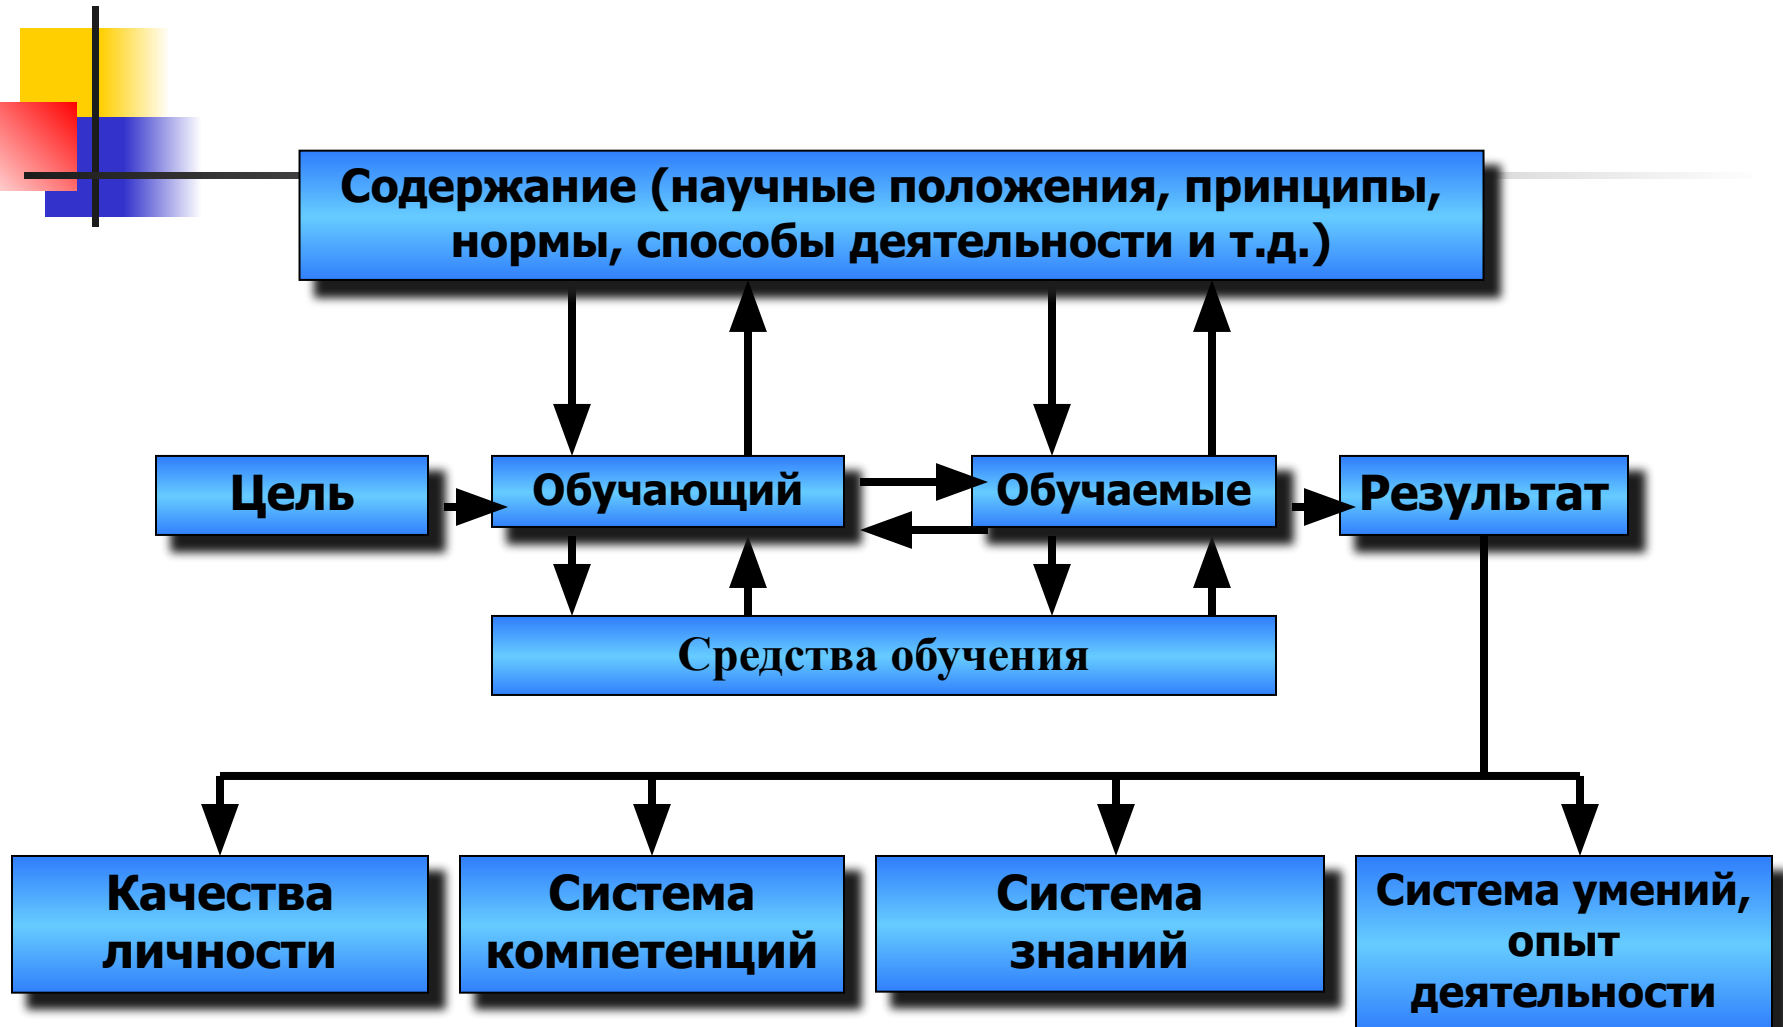 Содержание (научные положения, принципы,
нормы, способы деятельности и т.д.)
Цель
Обучающий
Обучаемые
Результат
Средства обучения
Качества
личности
Система
компетенций
Система
знаний
Система умений,
опыт
деятельности